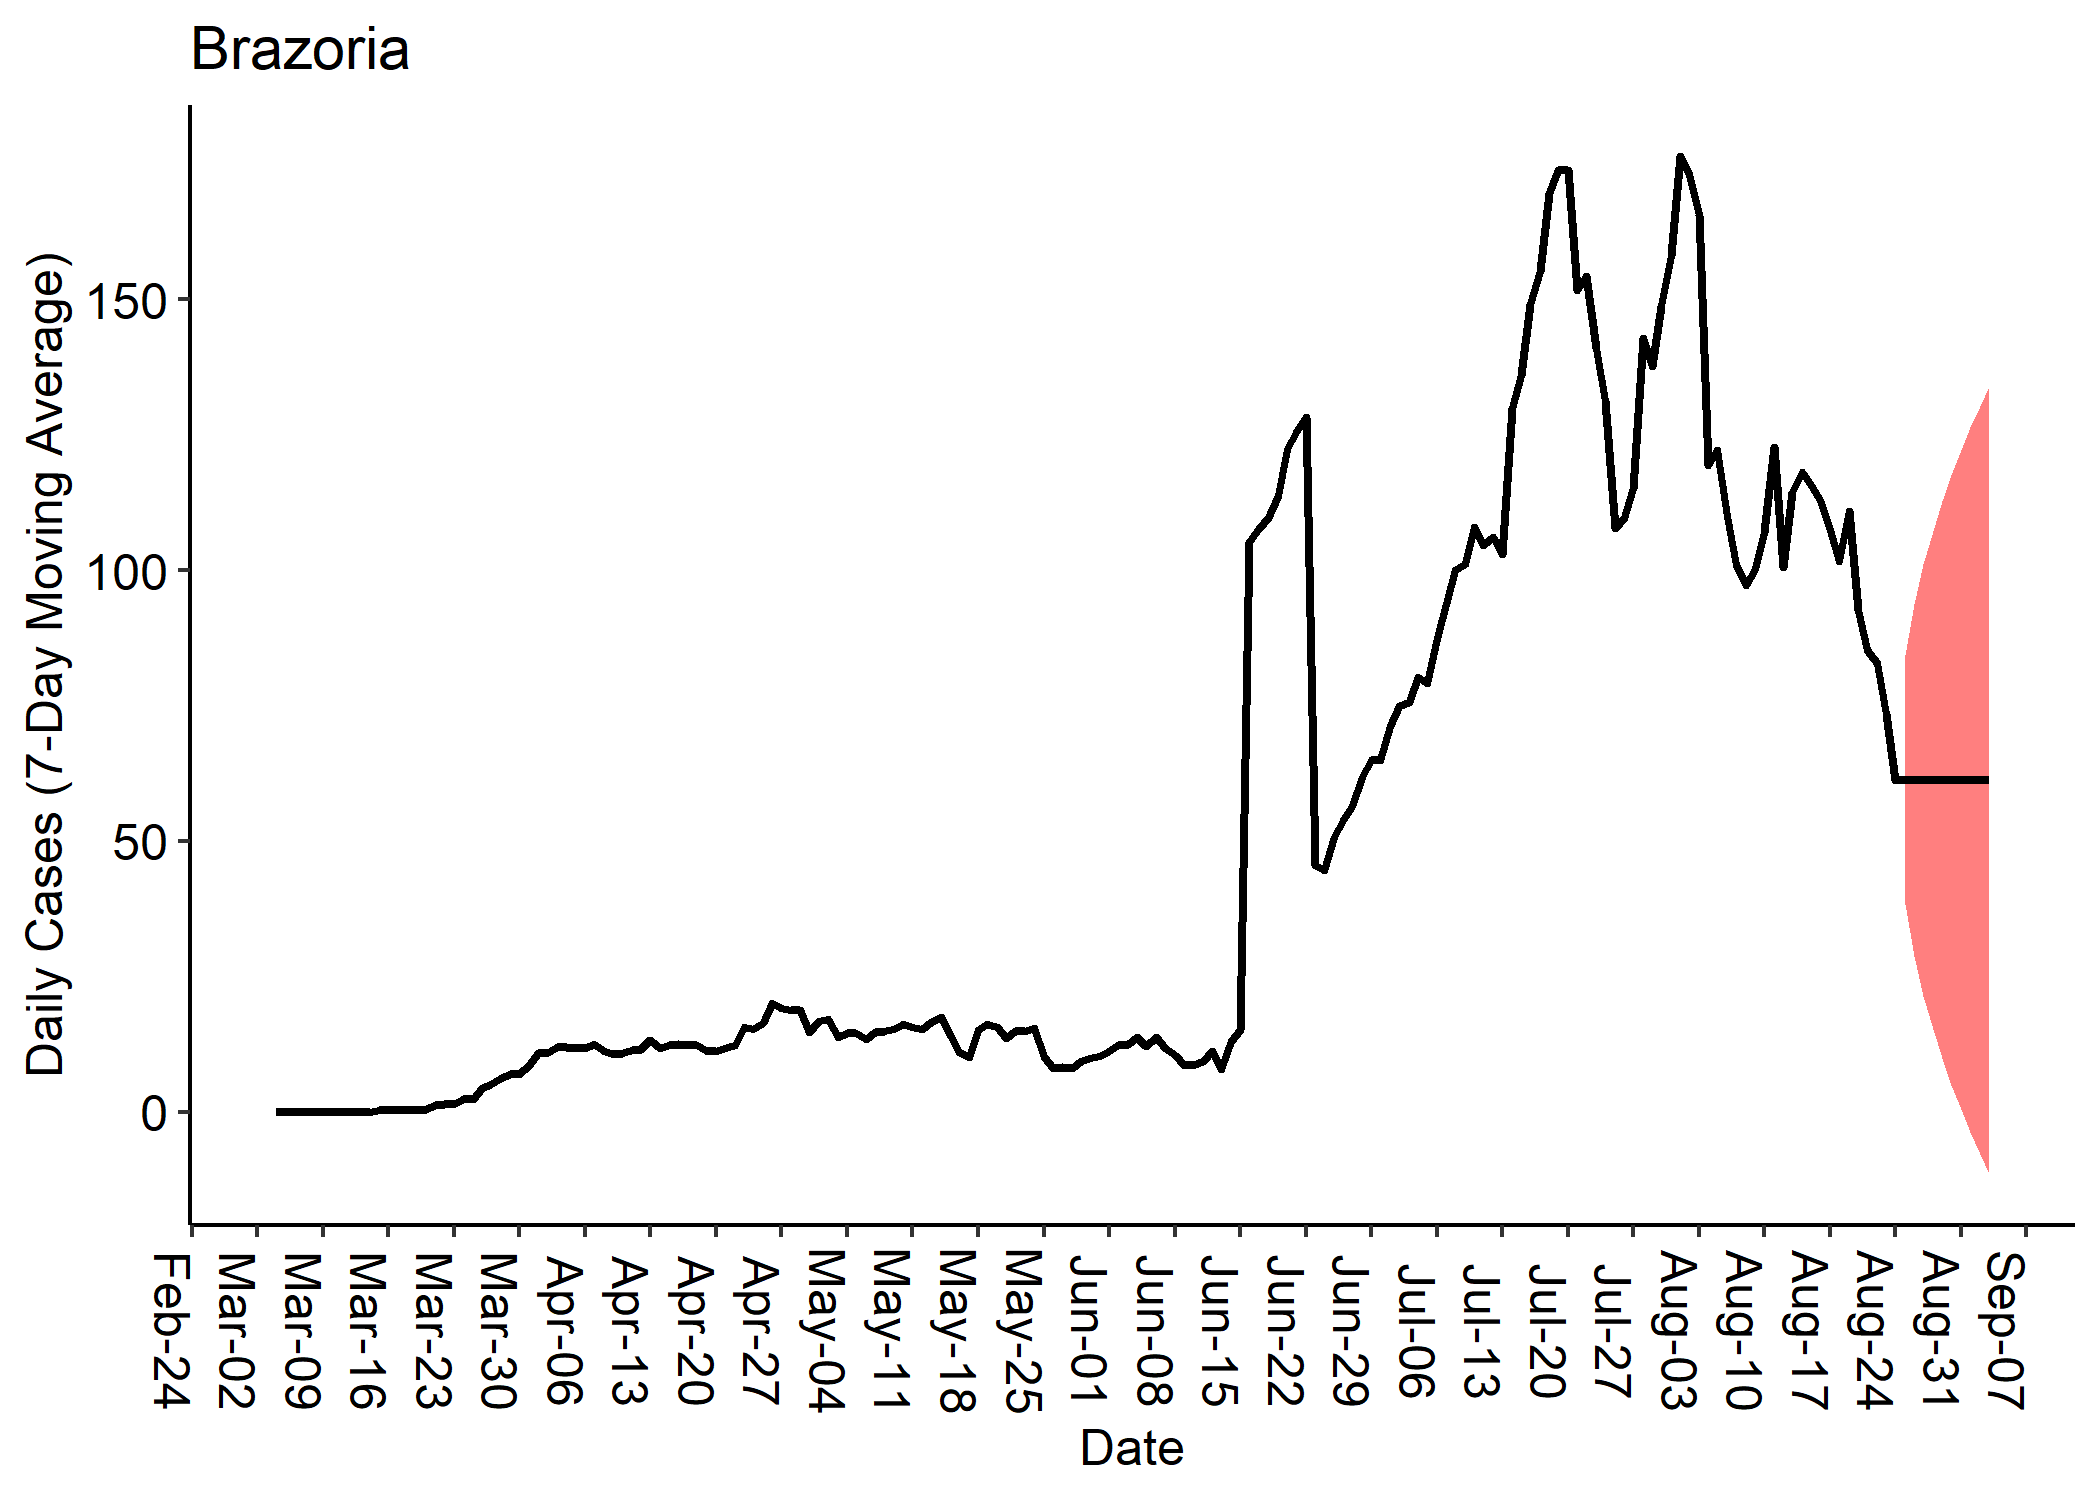 Brazoria
Daily Cases (7-Day Moving Average)
150
100
50
0
Feb-24
Mar-02
Mar-09
Mar-16
Mar-23
Mar-30
Apr-06
Apr-13
Apr-20
Apr-27
May-04
May-11
May-18
May-25
Jun-01
Jun-08
Jun-15
Jun-22
Jun-29
Jul-06
Jul-13
Jul-20
Jul-27
Aug-03
Aug-10
Aug-17
Aug-24
Aug-31
Sep-07
Date